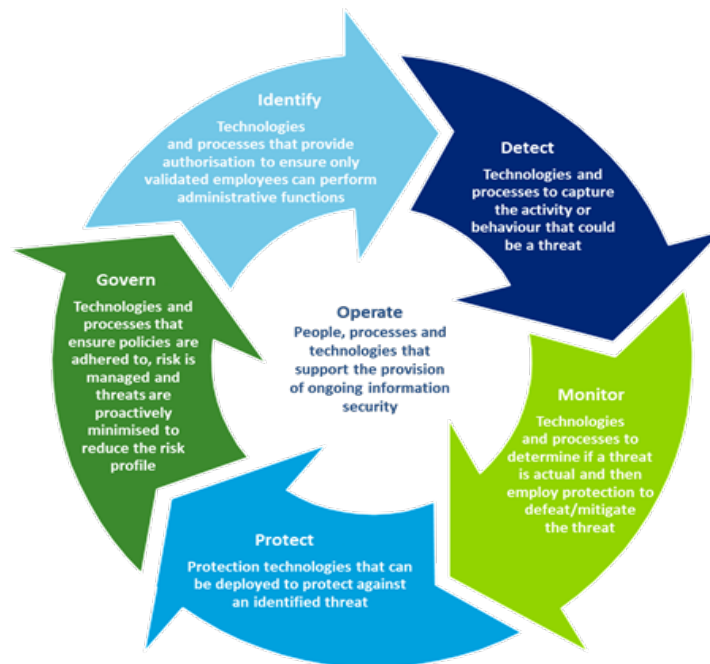 Identify
Technologies
and processes that provide
authorisation to ensure only
validated employees can perform
administrative functions
Detect
Technologies and
processes to capture
the activity or
behaviour that could
be a threat
Govern
Technologies and
processes that
ensure policies are
adhered to, risk is
managed and
threats are
proactively
minimised to
reduce the risk
profile
Operate
People, processes and
technologies that
support the provision
of ongoing information
security
Monitor
Technologies
and processes to
determine if a threat
is actual and then
employ protection to
defeat/mitigate
the threat
Protect
Protection technologies that can
be deployed to protect against
an identified threat